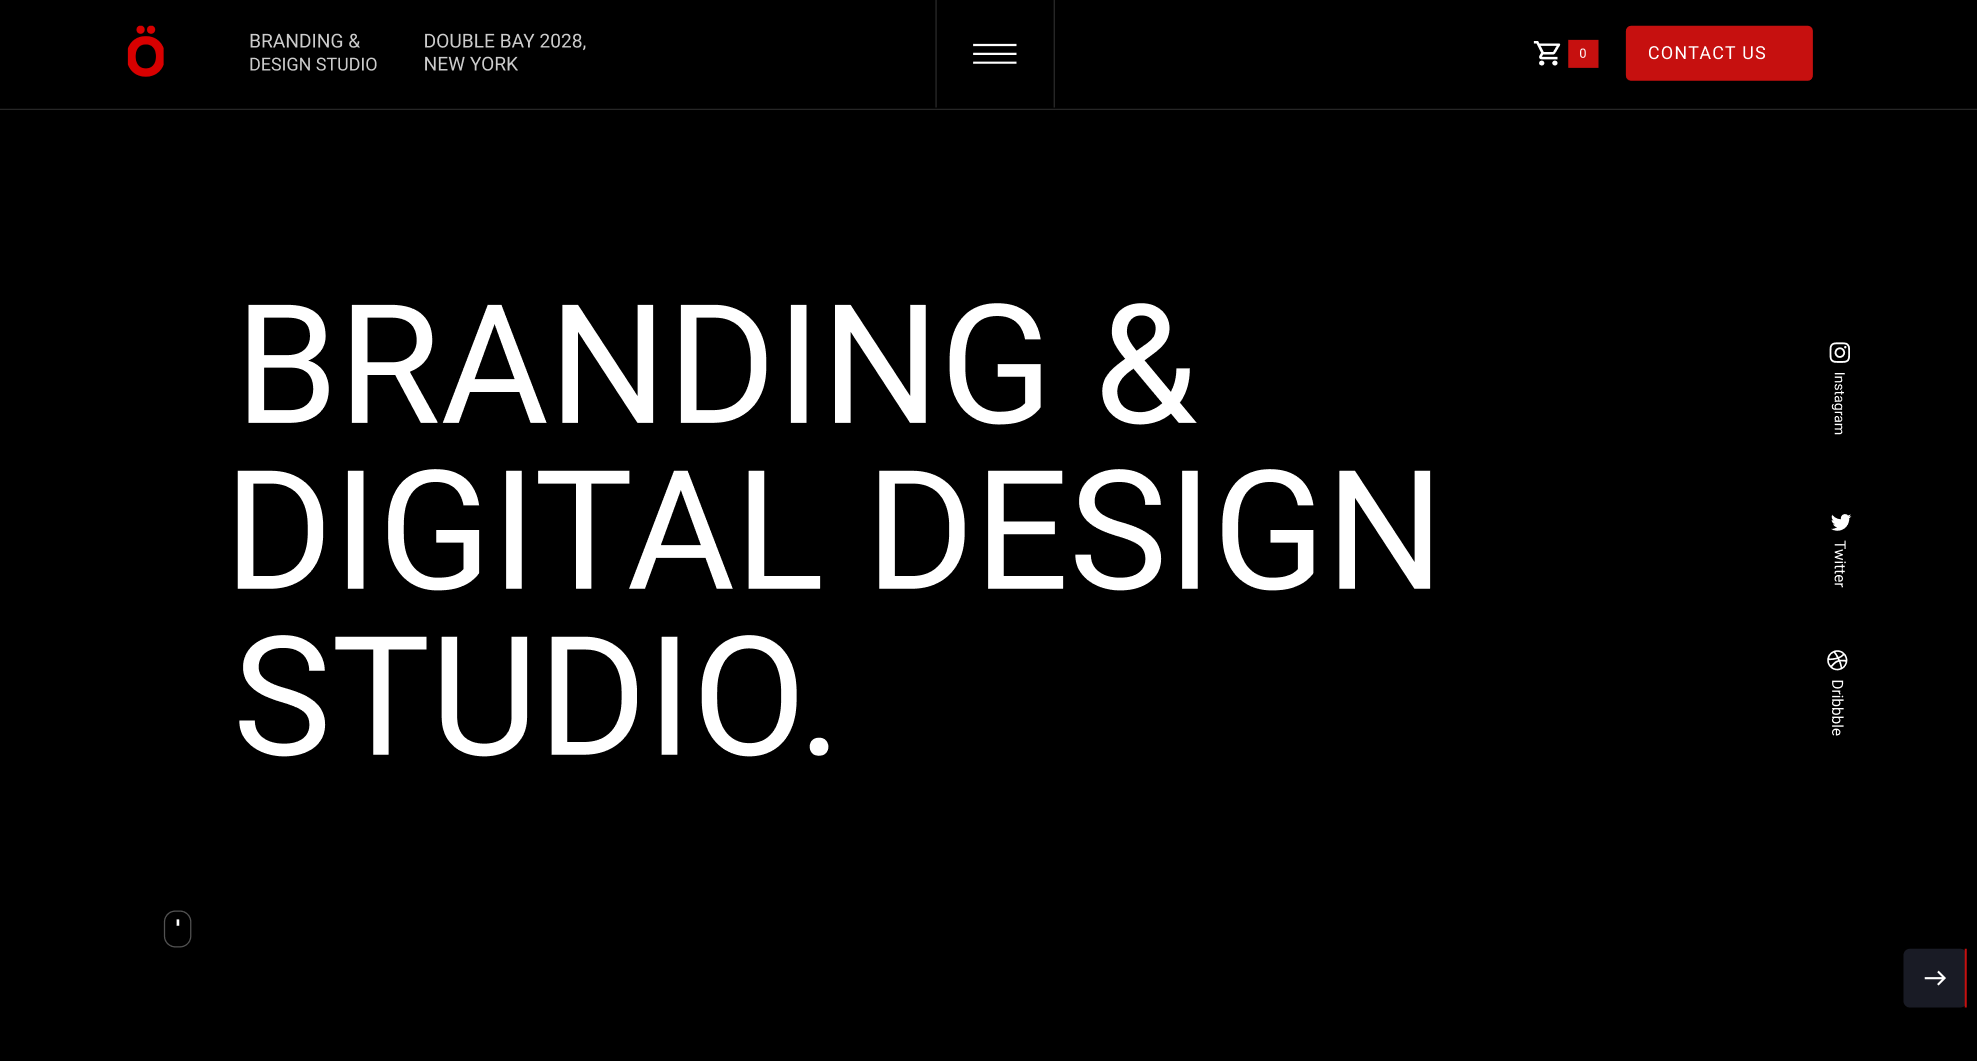 Ö
BRANDING &
DESIGN STUDIO
DOUBLE BAY 2028,
NEW YORK
0
CONTACT US
BRANDING &
DIGITAL DESIGN
STUDIO.
Instagram
Twitter
Dribbble